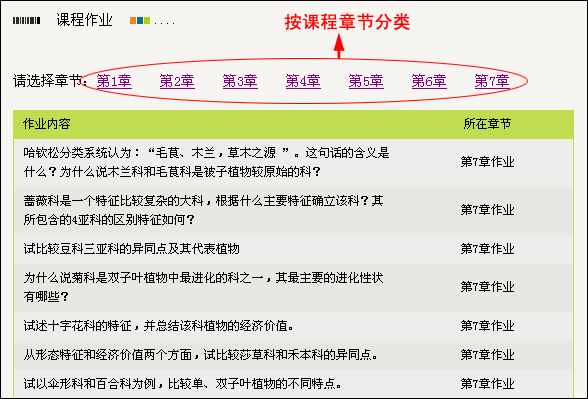 按课程章节分类
课程作业 ....
请选择章节: 第1章 第2章 第3章 第4章 第5章 第6章 第7章
作业内容 所在章节
哈钦松分类系统认为：“毛茛、木兰，草木之源 ”。这句话的含义是
什么？为什么说木兰科和毛茛科是被子植物较原始的科？ 第7章作业
蔷薇科是一个特征比较复杂的大科，根据什么主要特征确立该科？其
所包含的4亚科的区别特征如何？ 第7章作业
试比较豆科三亚科的异同点及其代表植物 第7章作业
为什么说菊科是双子叶植物中最进化的科之一，其最主要的进化性状
有哪些？ 第7章作业
试述十字花科的特征，并总结该科植物的经济价值。 第7章作业
从形态特征和经济价值两个方面，试比较莎草科和禾本科的异同点。 第7章作业
试以伞形科和百合科为例，比较单、双子叶植物的不同特点。 第7章作业